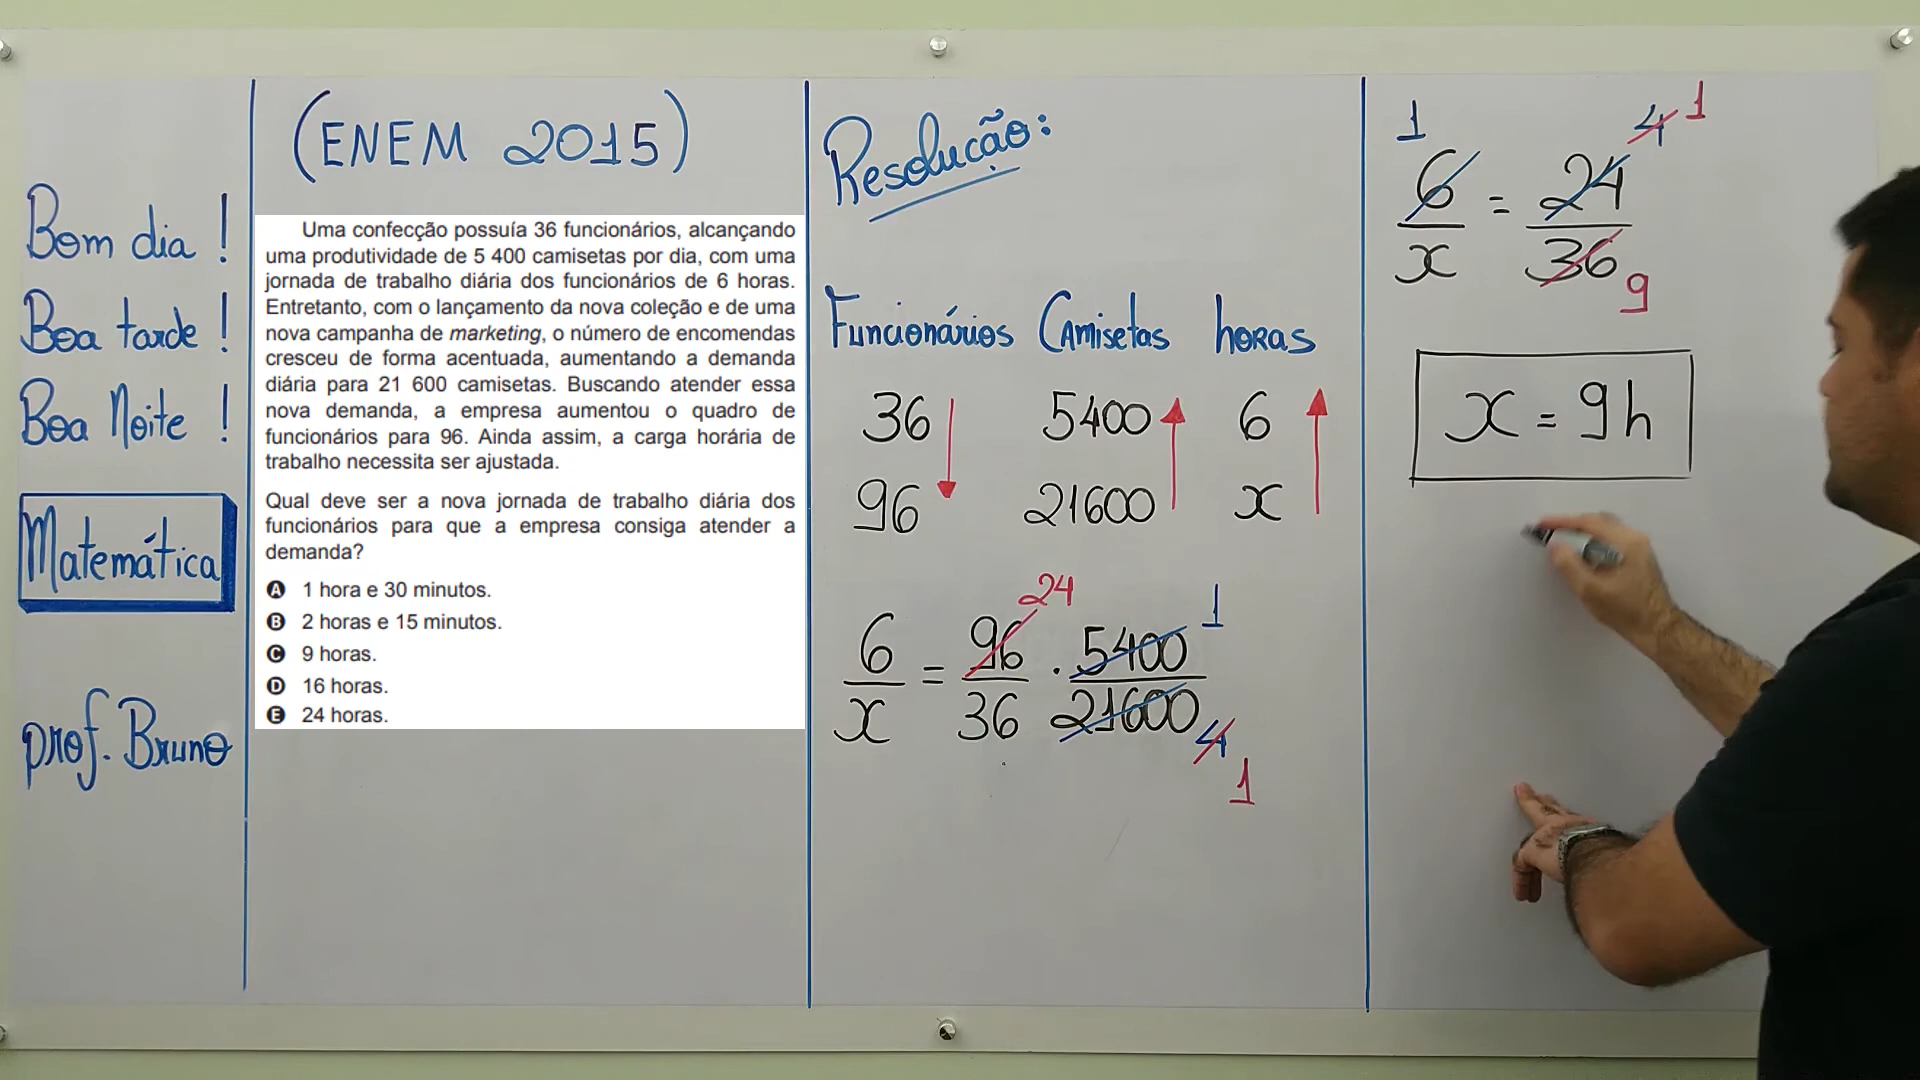 Bom dia !
Boa tarde !
Boa Noite !
Matemática
prof. Bruno
(ENEM 2015)
Uma confecção possuía 36 funcionários, alcançando
uma produtividade de 5 400 camisetas por dia, com uma
jornada de trabalho diária dos funcionários de 6 horas.
Entretanto, com o lançamento da nova coleção e de uma
nova campanha de marketing, o número de encomendas
cresceu de forma acentuada, aumentando a demanda
diária para 21 600 camisetas. Buscando atender essa
nova demanda, a empresa aumentou o quadro de
funcionários para 96. Ainda assim, a carga horária de
trabalho necessita ser ajustada.
Qual deve ser a nova jornada de trabalho diária dos
funcionários para que a empresa consiga atender a
demanda?
A 1 hora e 30 minutos.
B 2 horas e 15 minutos.
C 9 horas.
D 16 horas.
E 24 horas.
Resolução:
Funcionários Camisetas horas
36 5400 6
96 21600 x
24 1
6 = 96 . 5400
x 36 21600 4
1
1 4 1
6 = 24
x 36 9
x = 9h